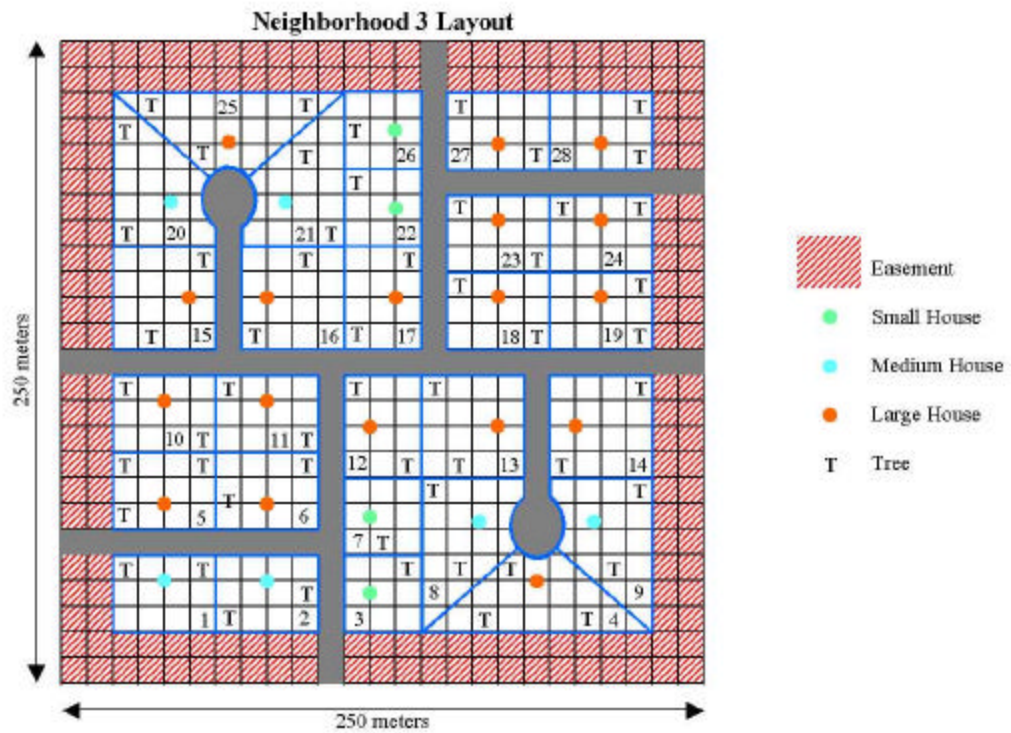 Neighborhood 3 Layout
T 25 T T T
T T 26 27 T 28 T
T T
T T T T
T 20 21 T 22 23 T 24
T T T T T
T 15 T 16 T 17 18 T 19 T
250 meters
T T T T T
10 T 11 T 12 T T 13 T 14
T T T T T
T 5 T 6 7 T
T T T T T T
1 T 2 T 3 8 T T 4 9
250 meters
Easement
Small House
Medium House
Large House
T Tree